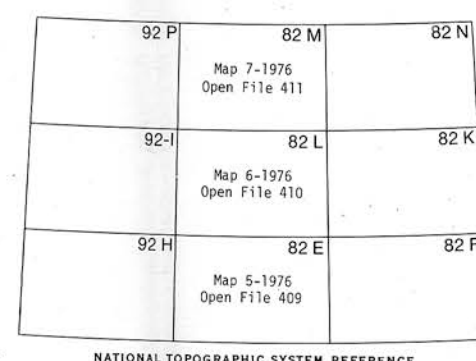 92 P
82 M
82 N
Map 7-1976
Open File 411
92-I
82 L
82 K
Map 6-1976
Open File 410
92 H
82 E
82 F
Map 5-1976
Open File 409
NATIONAL TOPOGRAPHIC SYSTEM REFERENCE